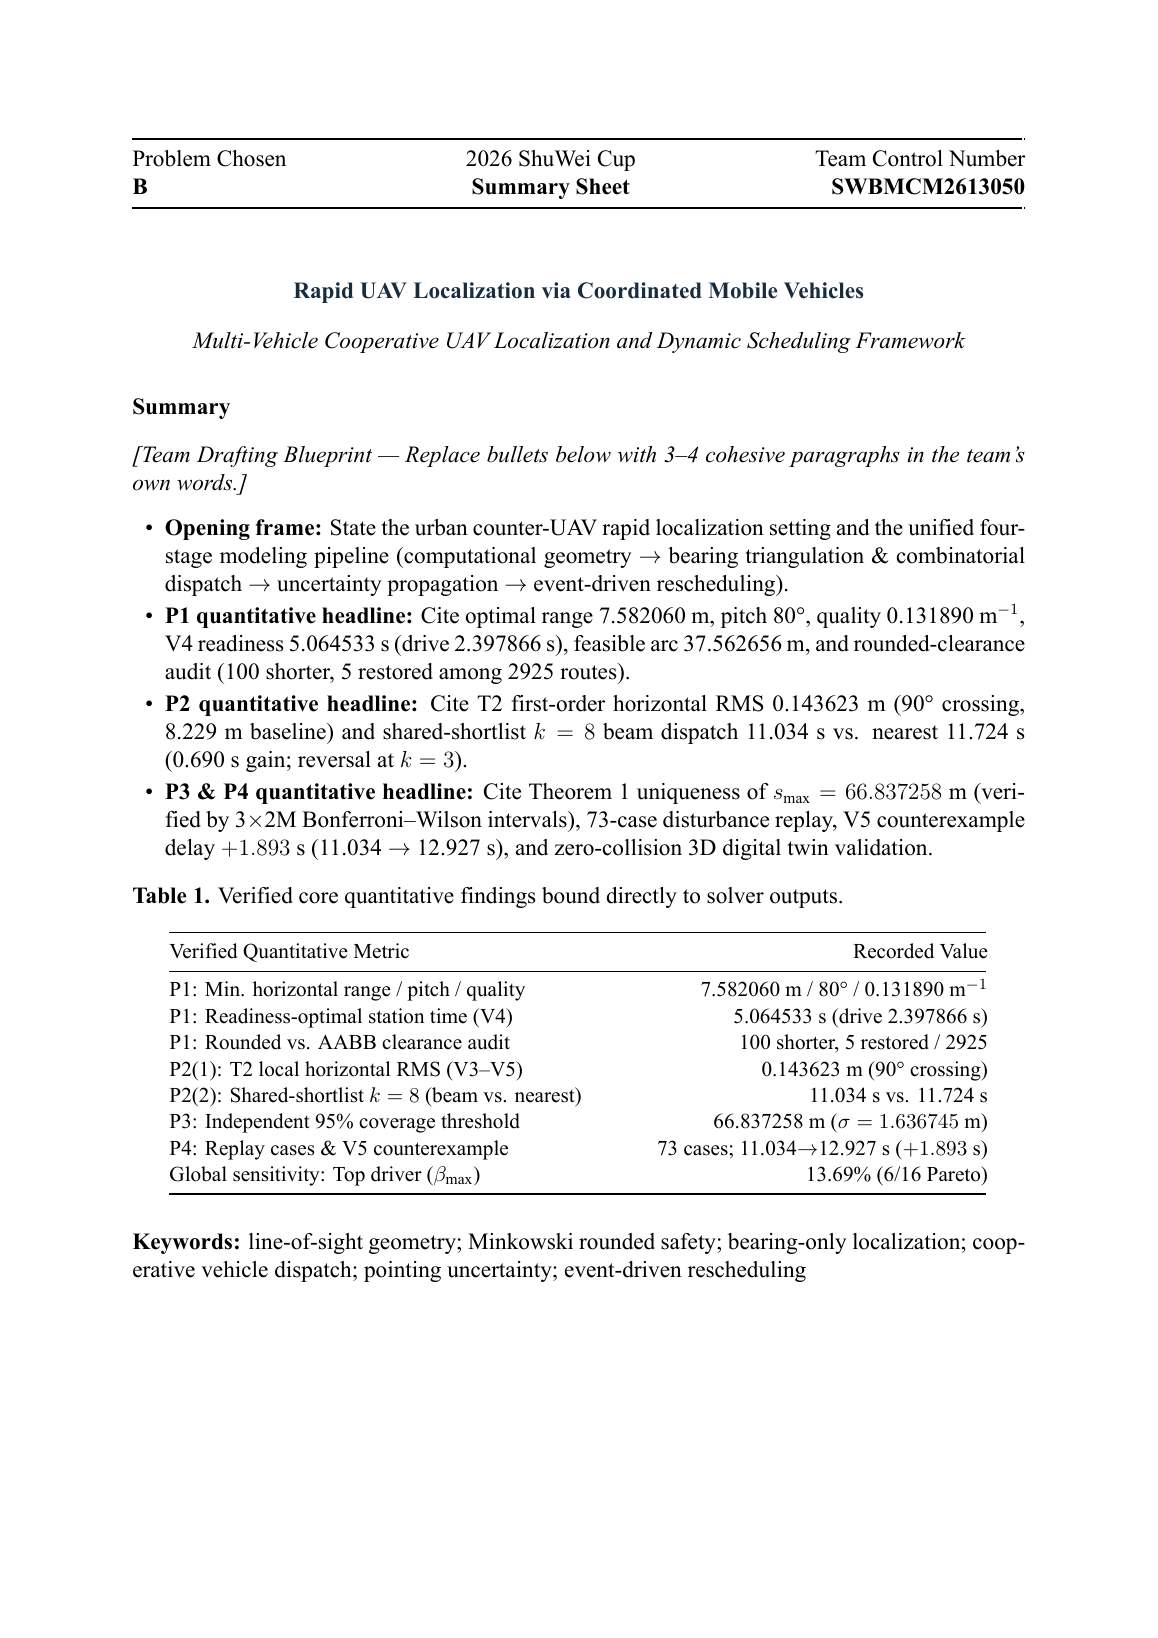 Problem Chosen 2026 ShuWei Cup Team Control Number
B Summary Sheet SWBMCM2613050
Rapid UAV Localization via Coordinated Mobile Vehicles
Multi-Vehicle Cooperative UAV Localization and Dynamic Scheduling Framework
Summary
[Team Drafting Blueprint — Replace bullets below with 3–4 cohesive paragraphs in the team's
own words.]
• Opening frame: State the urban counter-UAV rapid localization setting and the unified four-
stage modeling pipeline (computational geometry → bearing triangulation & combinatorial
dispatch → uncertainty propagation → event-driven rescheduling).
• P1 quantitative headline: Cite optimal range 7.582060 m, pitch 80°, quality 0.131890 m⁻¹,
V4 readiness 5.064533 s (drive 2.397866 s), feasible arc 37.562656 m, and rounded-clearance
audit (100 shorter, 5 restored among 2925 routes).
• P2 quantitative headline: Cite T2 first-order horizontal RMS 0.143623 m (90° crossing,
8.229 m baseline) and shared-shortlist k = 8 beam dispatch 11.034 s vs. nearest 11.724 s
(0.690 s gain; reversal at k = 3).
• P3 & P4 quantitative headline: Cite Theorem 1 uniqueness of s_max = 66.837258 m (veri-
fied by 3×2M Bonferroni–Wilson intervals), 73-case disturbance replay, V5 counterexample
delay +1.893 s (11.034 → 12.927 s), and zero-collision 3D digital twin validation.
Table 1. Verified core quantitative findings bound directly to solver outputs.
Verified Quantitative Metric Recorded Value
P1: Min. horizontal range / pitch / quality 7.582060 m / 80° / 0.131890 m⁻¹
P1: Readiness-optimal station time (V4) 5.064533 s (drive 2.397866 s)
P1: Rounded vs. AABB clearance audit 100 shorter, 5 restored / 2925
P2(1): T2 local horizontal RMS (V3–V5) 0.143623 m (90° crossing)
P2(2): Shared-shortlist k = 8 (beam vs. nearest) 11.034 s vs. 11.724 s
P3: Independent 95% coverage threshold 66.837258 m (σ = 1.636745 m)
P4: Replay cases & V5 counterexample 73 cases; 11.034→12.927 s (+1.893 s)
Global sensitivity: Top driver (β_max) 13.69% (6/16 Pareto)
Keywords: line-of-sight geometry; Minkowski rounded safety; bearing-only localization; coop-
erative vehicle dispatch; pointing uncertainty; event-driven rescheduling